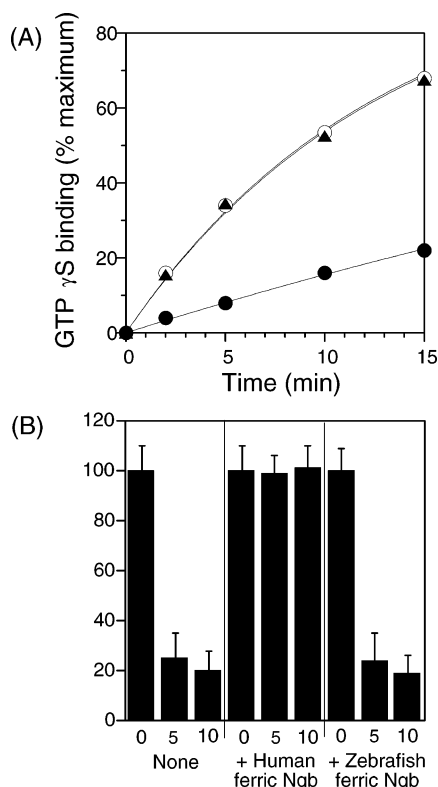 (A)
80
60
40
20
0
GTP γS binding (% maximum)
0 5 10 15
Time (min)
(B)
120
100
80
60
40
20
0
0 5 10 0 5 10 0 5 10
None + Human + Zebrafish
ferric Ngb ferric Ngb